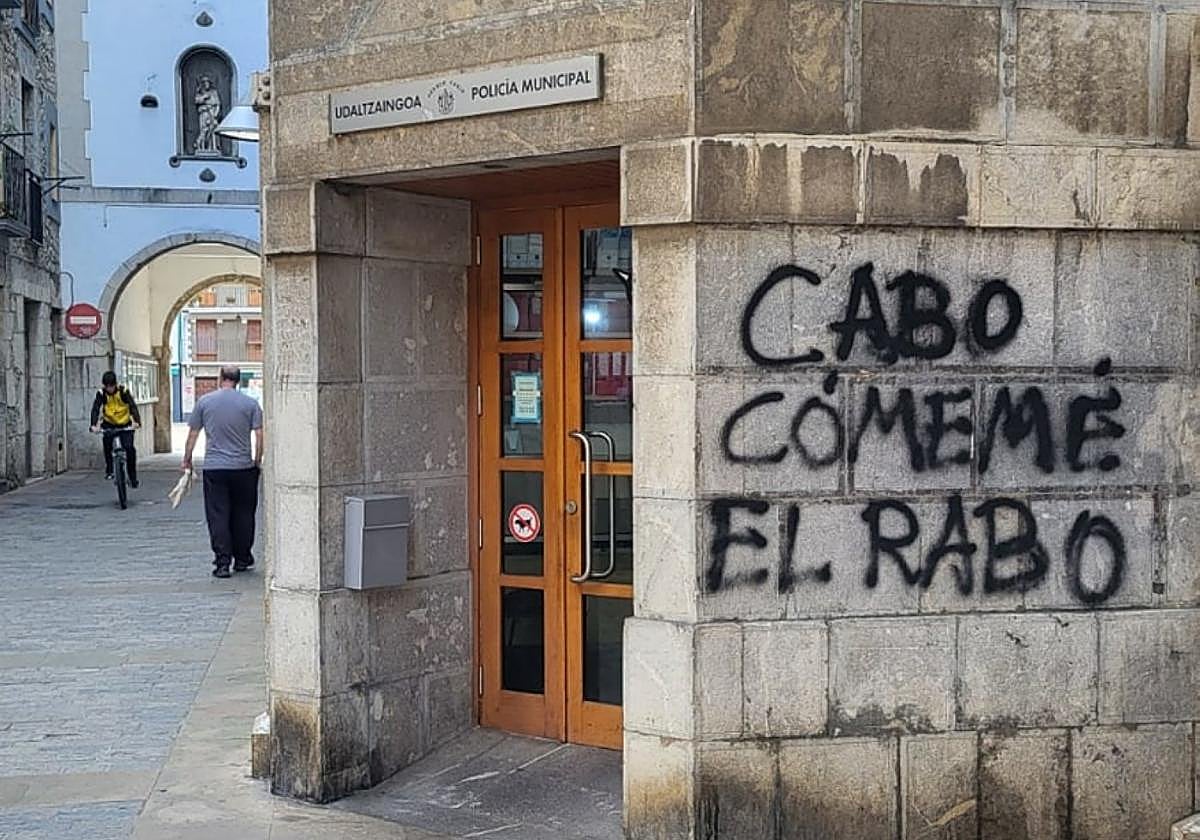 UDALTZAINGOA POLICÍA MUNICIPAL
CABO
CÓMEMÉ
EL RABO